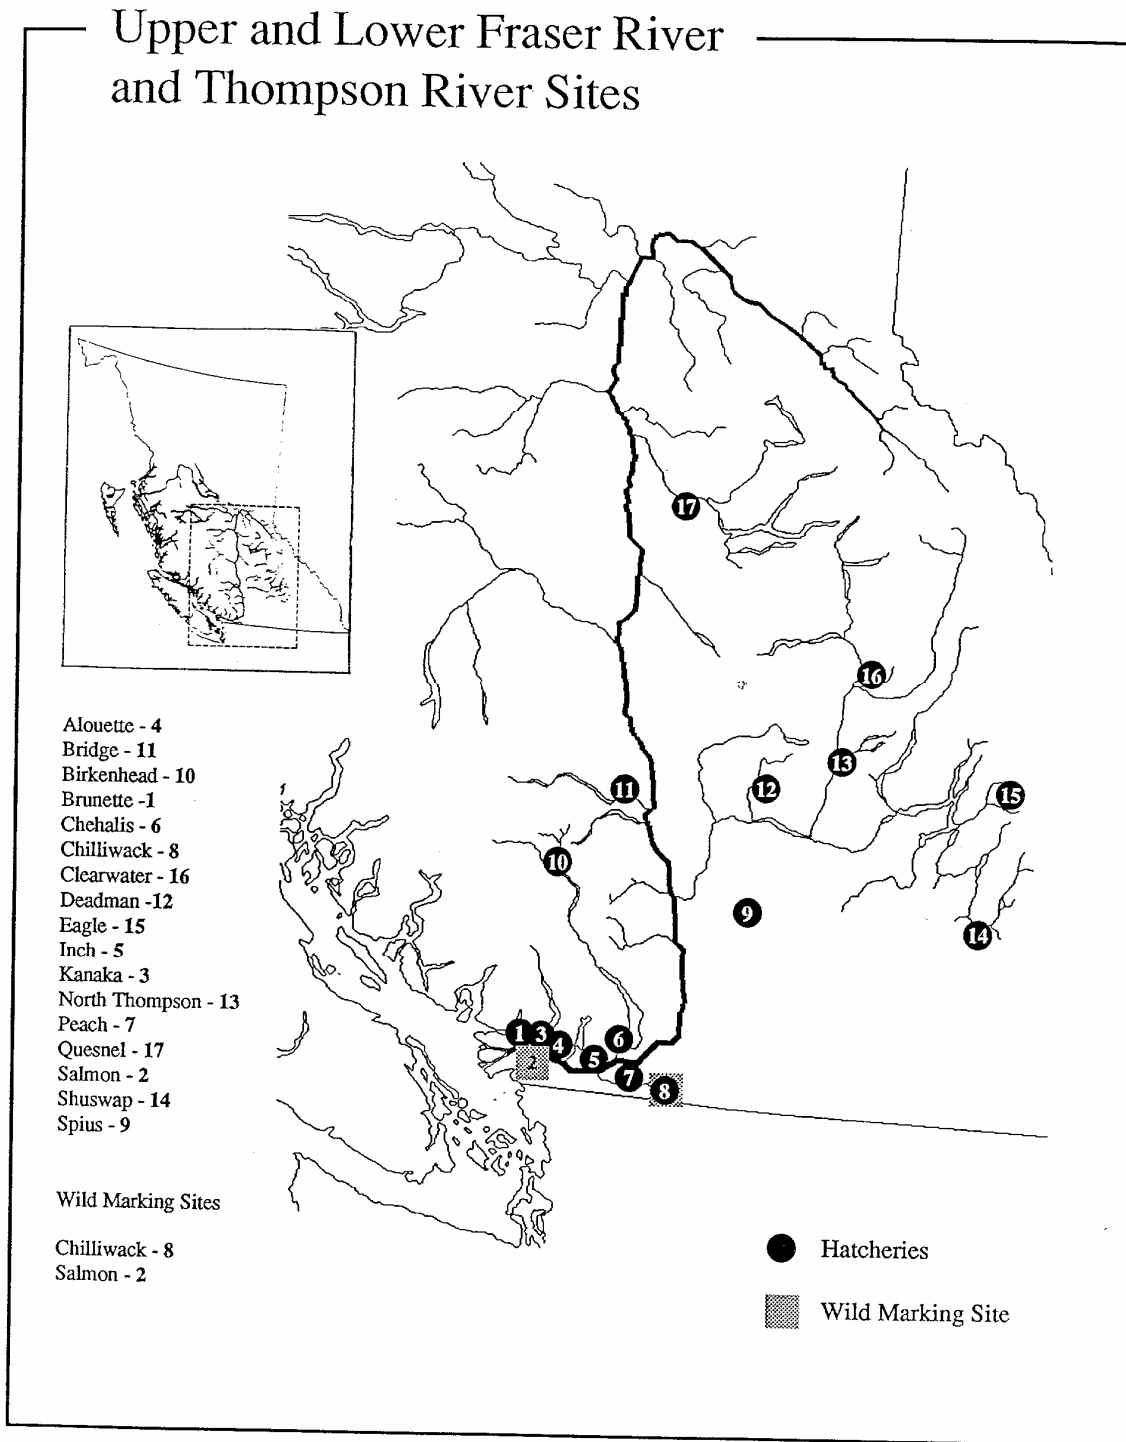 Upper and Lower Fraser River
and Thompson River Sites
17
16
13
12
15
11
10
9
14
1
3
4
2
5
6
7
8
Alouette - 4
Bridge - 11
Birkenhead - 10
Brunette -1
Chehalis - 6
Chilliwack - 8
Clearwater - 16
Deadman -12
Eagle - 15
Inch - 5
Kanaka - 3
North Thompson - 13
Peach - 7
Quesnel - 17
Salmon - 2
Shuswap - 14
Spius - 9
Wild Marking Sites
Chilliwack - 8
Salmon - 2
Hatcheries
Wild Marking Site